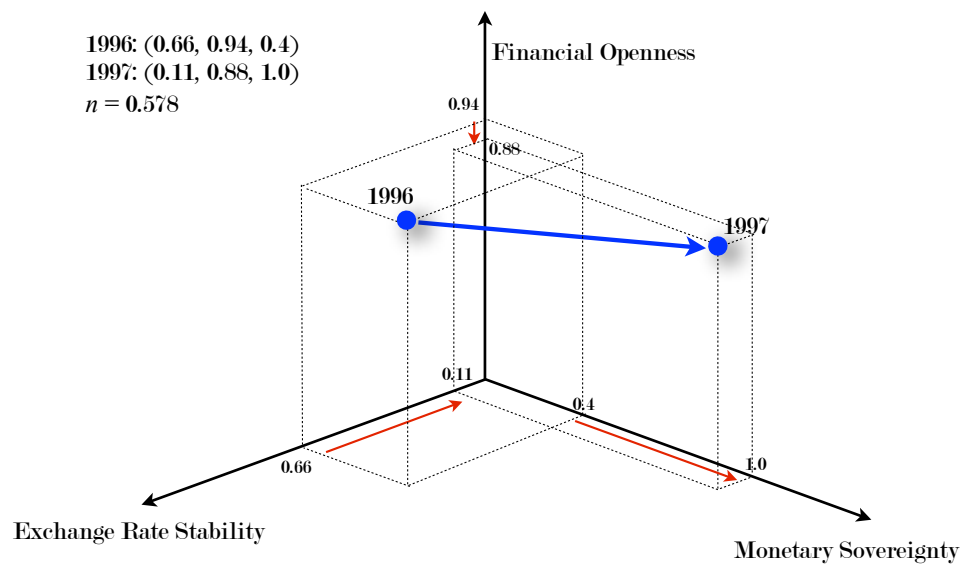 1996: (0.66, 0.94, 0.4)
1997: (0.11, 0.88, 1.0)
n = 0.578
Financial Openness
0.94
0.88
1996
1997
0.11
0.4
0.66
1.0
Exchange Rate Stability
Monetary Sovereignty